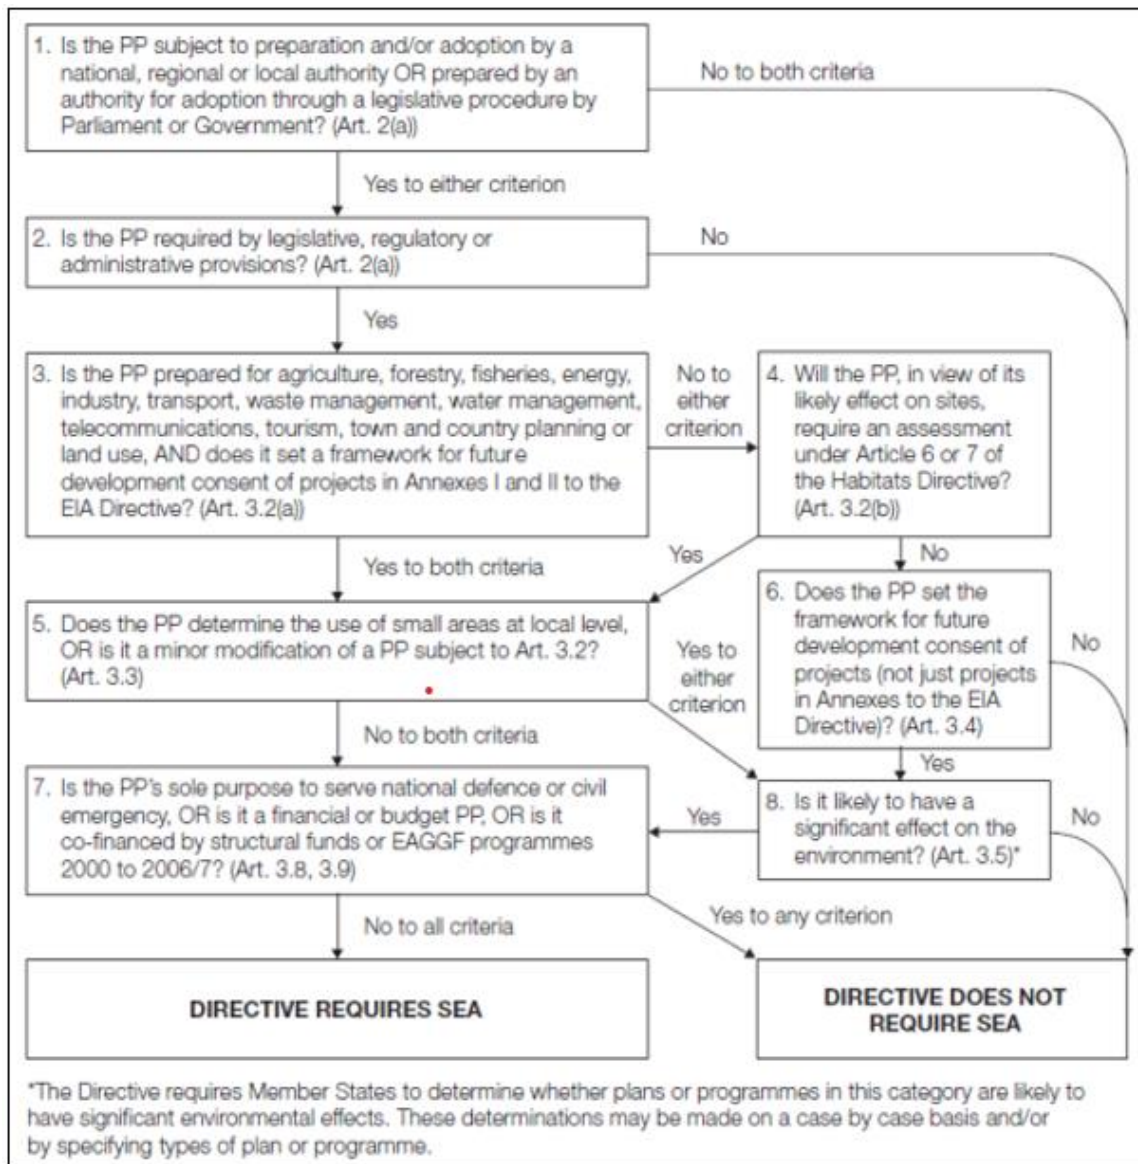 1. Is the PP subject to preparation and/or adoption by a
national, regional or local authority OR prepared by an
authority for adoption through a legislative procedure by
Parliament or Government? (Art. 2(a))
No to both criteria
Yes to either criterion
2. Is the PP required by legislative, regulatory or
administrative provisions? (Art. 2(a))
No
Yes
3. Is the PP prepared for agriculture, forestry, fisheries, energy,
industry, transport, waste management, water management,
telecommunications, tourism, town and country planning or
land use, AND does it set a framework for future
development consent of projects in Annexes I and II to the
EIA Directive? (Art. 3.2(a))
No to
either
criterion
4. Will the PP, in view of its
likely effect on sites,
require an assessment
under Article 6 or 7 of
the Habitats Directive?
(Art. 3.2(b))
Yes to both criteria
Yes
No
5. Does the PP determine the use of small areas at local level,
OR is it a minor modification of a PP subject to Art. 3.2?
(Art. 3.3)
Yes to
either
criterion
6. Does the PP set the
framework for future
development consent of
projects (not just projects
in Annexes to the EIA
Directive)? (Art. 3.4)
No
No to both criteria
Yes
7. Is the PP's sole purpose to serve national defence or civil
emergency, OR is it a financial or budget PP, OR is it
co-financed by structural funds or EAGGF programmes
2000 to 2006/7? (Art. 3.8, 3.9)
Yes
8. Is it likely to have a
significant effect on the
environment? (Art. 3.5)*
No
No to all criteria
Yes to any criterion
DIRECTIVE REQUIRES SEA
DIRECTIVE DOES NOT
REQUIRE SEA
*The Directive requires Member States to determine whether plans or programmes in this category are likely to
have significant environmental effects. These determinations may be made on a case by case basis and/or
by specifying types of plan or programme.